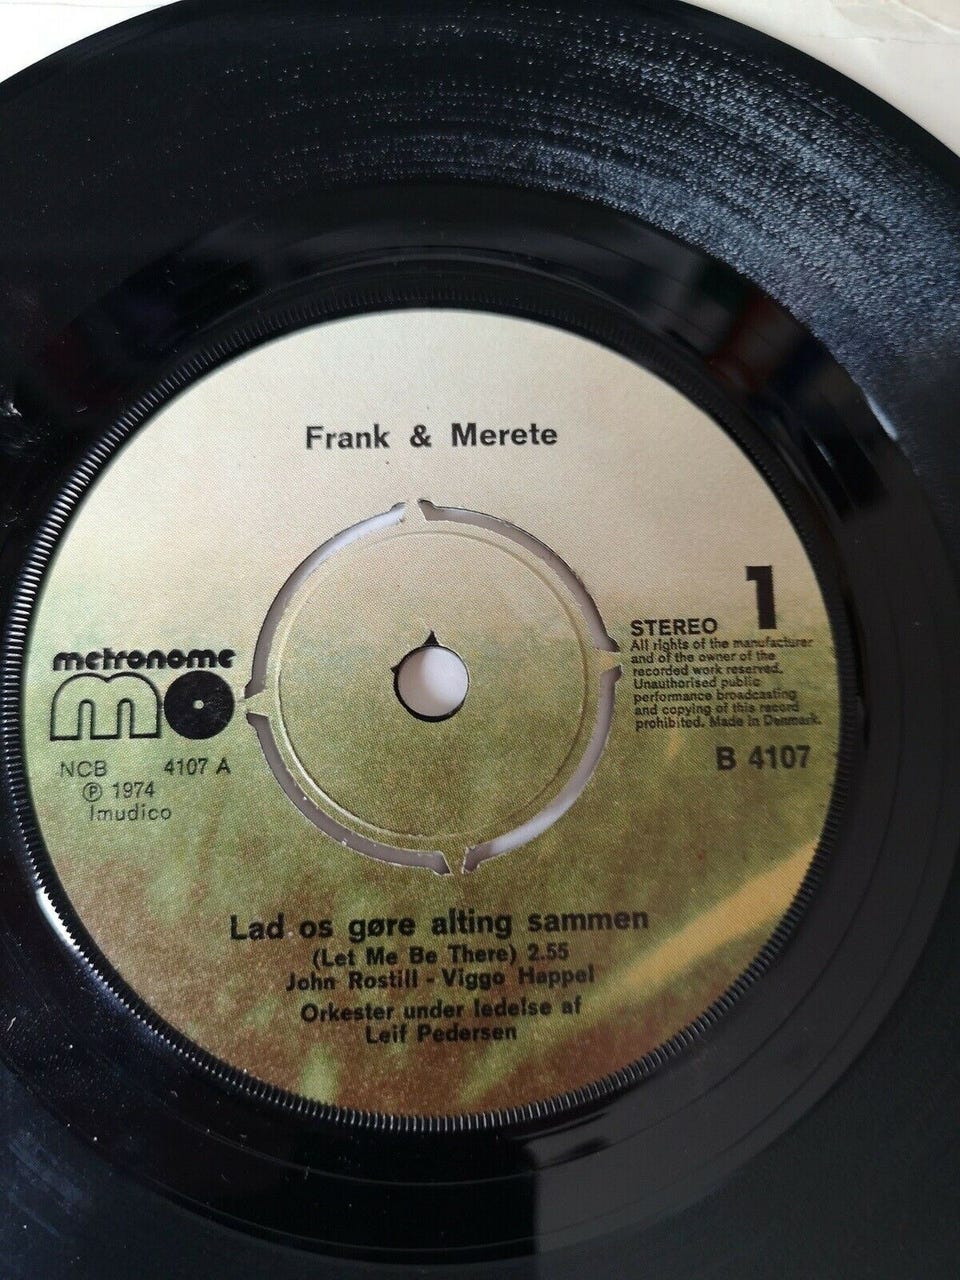 Frank & Merete
1
STEREO
All rights of the manufacturer
and of the owner of the
recorded work reserved.
Unauthorised public
performance broadcasting
and copying of this record
prohibited. Made in Denmark.
B 4107
metronome
mo
NCB 4107 A
℗ 1974
Imudico
Lad os gøre alting sammen
(Let Me Be There) 2.55
John Rostill - Viggo Happel
Orkester under ledelse af
Leif Pedersen